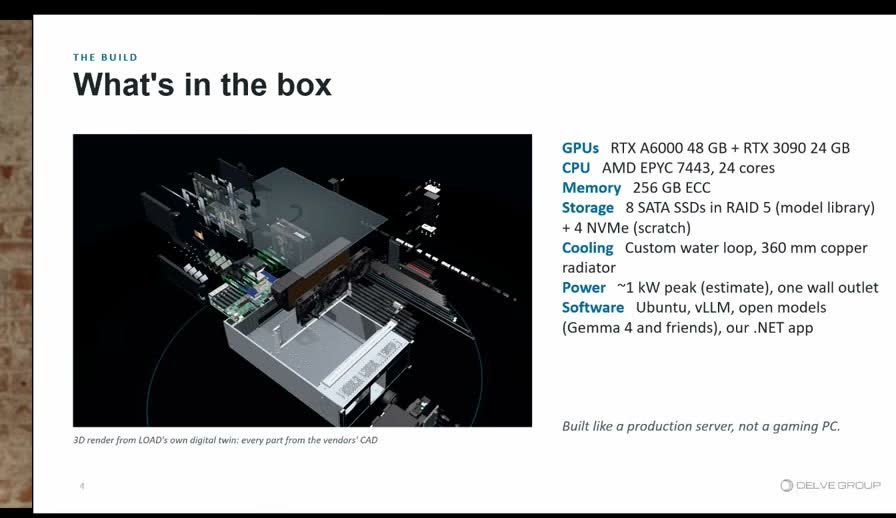 THE BUILD
What's in the box
GPUs RTX A6000 48 GB + RTX 3090 24 GB
CPU AMD EPYC 7443, 24 cores
Memory 256 GB ECC
Storage 8 SATA SSDs in RAID 5 (model library)
+ 4 NVMe (scratch)
Cooling Custom water loop, 360 mm copper
radiator
Power ~1 kW peak (estimate), one wall outlet
Software Ubuntu, vLLM, open models
(Gemma 4 and friends), our .NET app
Built like a production server, not a gaming PC.
3D render from LOAD's own digital twin: every part from the vendors' CAD
4
DELVE GROUP